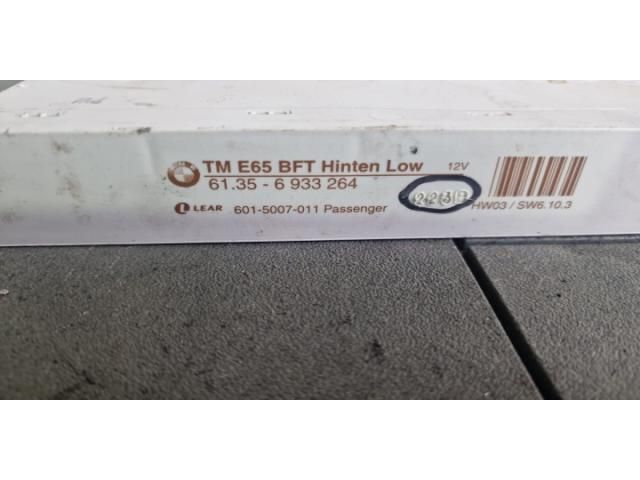 TM E65 BFT Hinten Low 12V
61.35 - 6 933 264
LEAR 601-5007-011 Passenger
HW03 / SW6.10.3